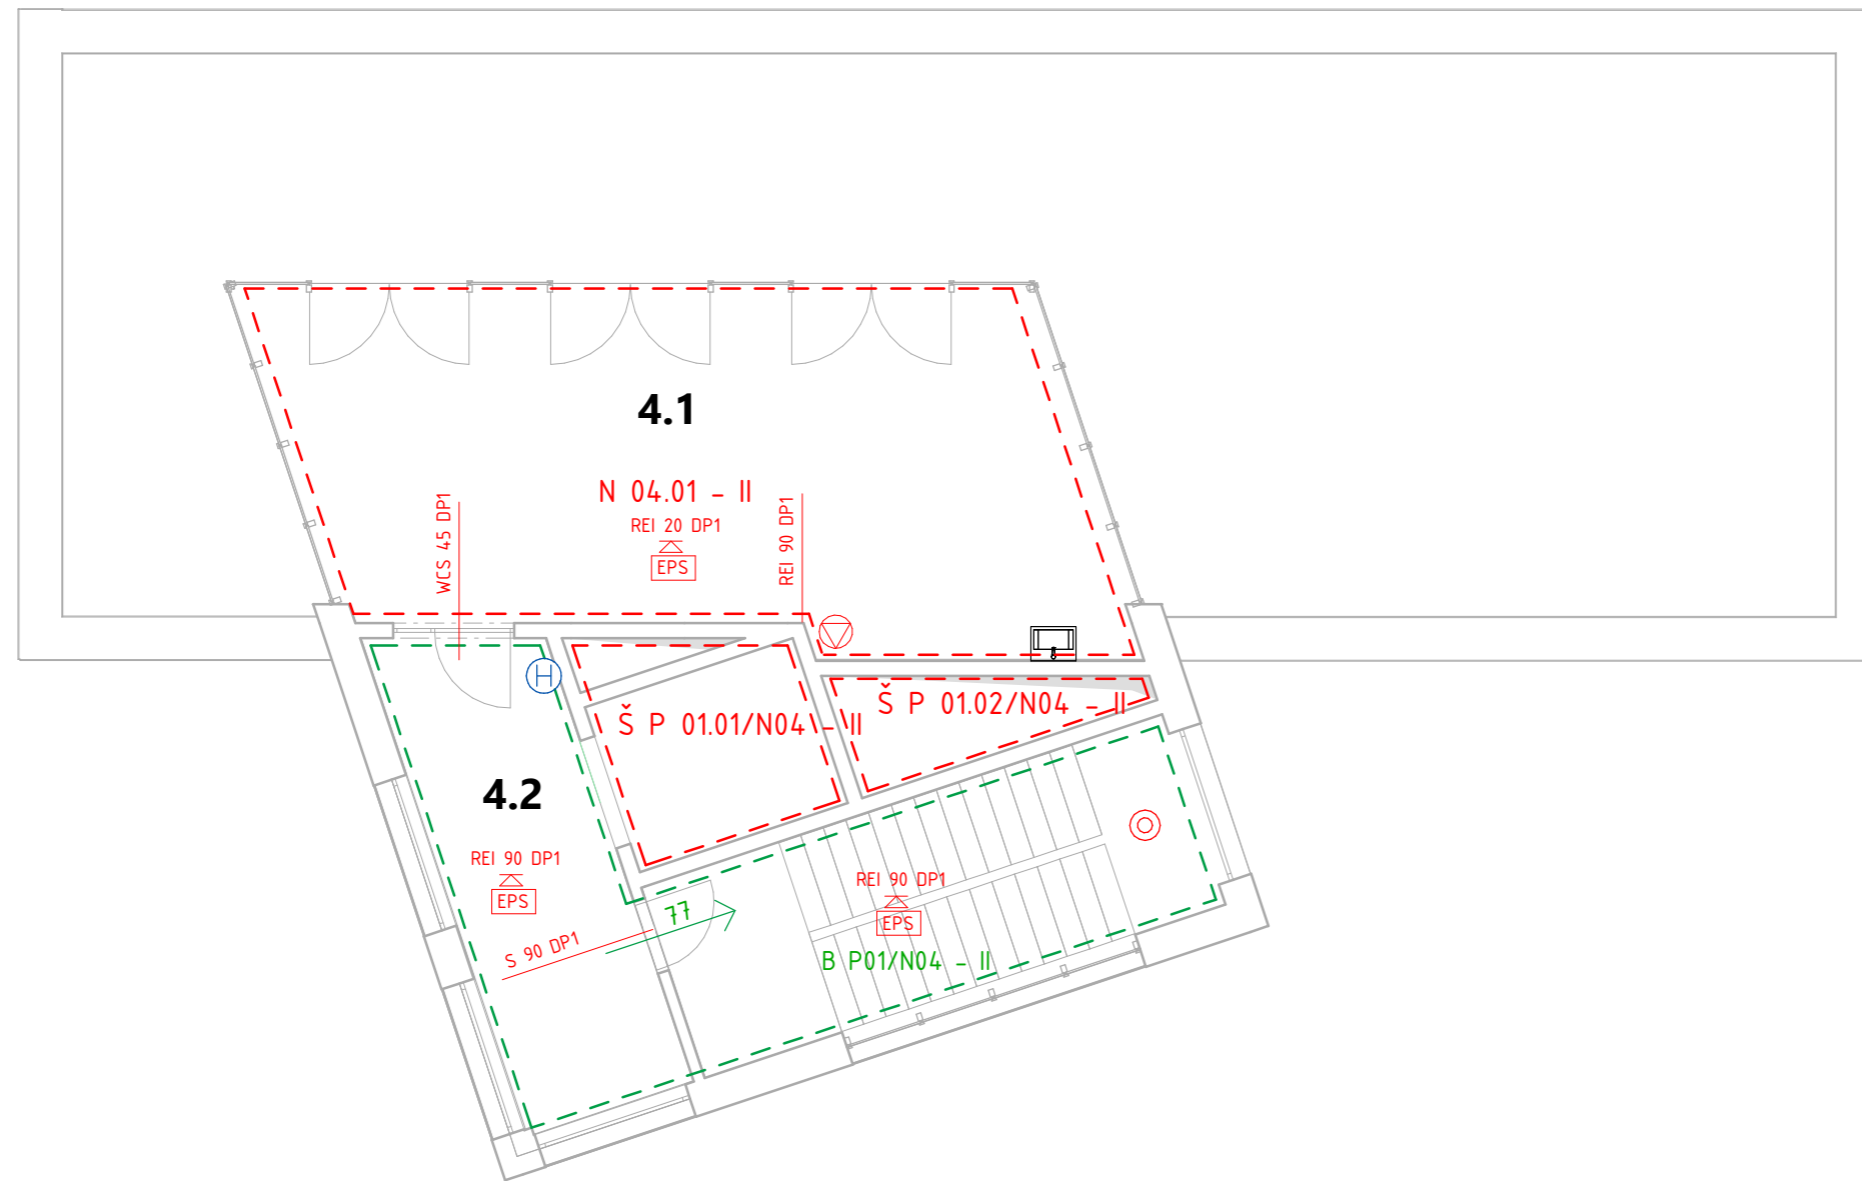 4.1
N 04.01 - II
REI 20 DP1
EPS
WCS 45 DP1
REI 90 DP1
H
Š P 01.01/N04 - II
Š P 01.02/N04 - II
4.2
REI 90 DP1
EPS
S 90 DP1
77
REI 90 DP1
EPS
B P01/N04 - II